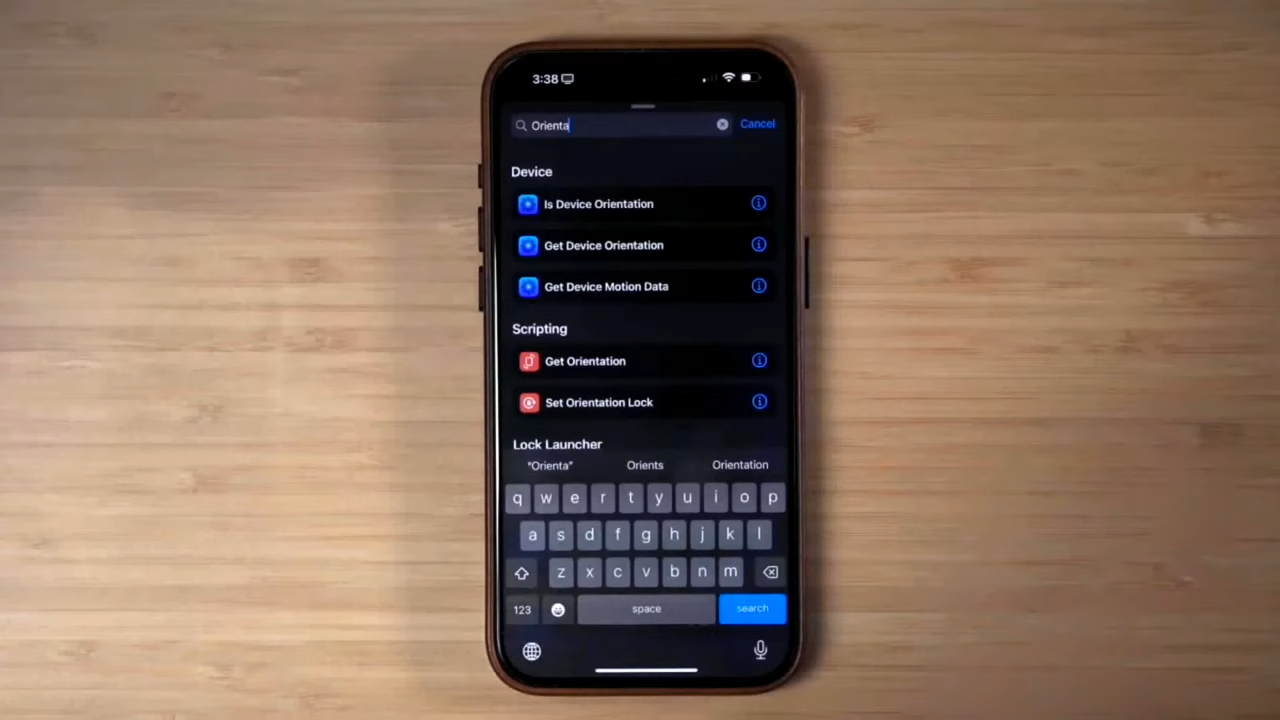 3:38
Orienta
Cancel
Device
Is Device Orientation
Get Device Orientation
Get Device Motion Data
Scripting
Get Orientation
Set Orientation Lock
Lock Launcher
"Orienta" Orients Orientation
q w e r t y u i o p
a s d f g h j k l
z x c v b n m
123 space search